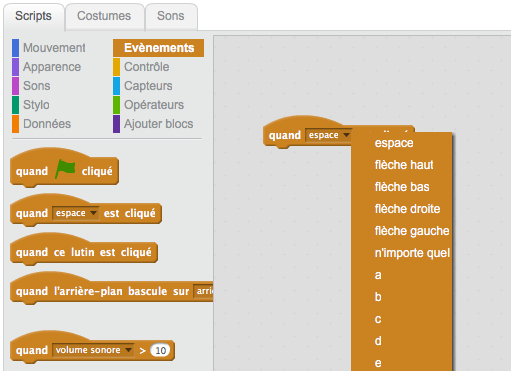 Scripts Costumes Sons
Mouvement Evènements
Apparence Contrôle
Sons Capteurs
Stylo Opérateurs
Données Ajouter blocs
quand cliqué
quand espace est cliqué
quand ce lutin est cliqué
quand l'arrière-plan bascule sur
quand volume sonore > 10
quand espace
espace
flèche haut
flèche bas
flèche droite
flèche gauche
n'importe quel
a
b
c
d
e